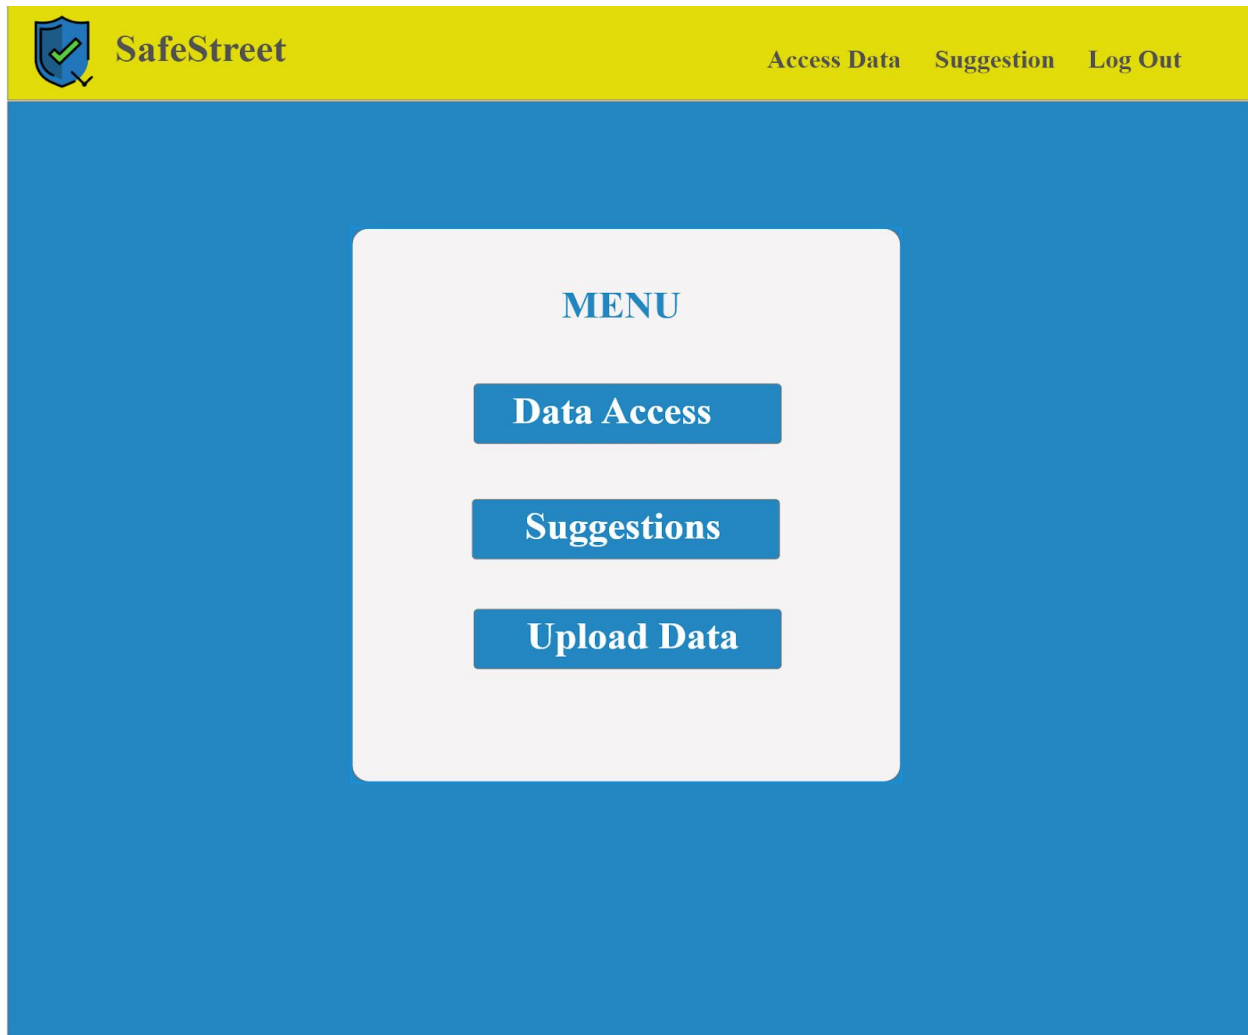 SafeStreet
Access Data Suggestion Log Out
MENU
Data Access
Suggestions
Upload Data